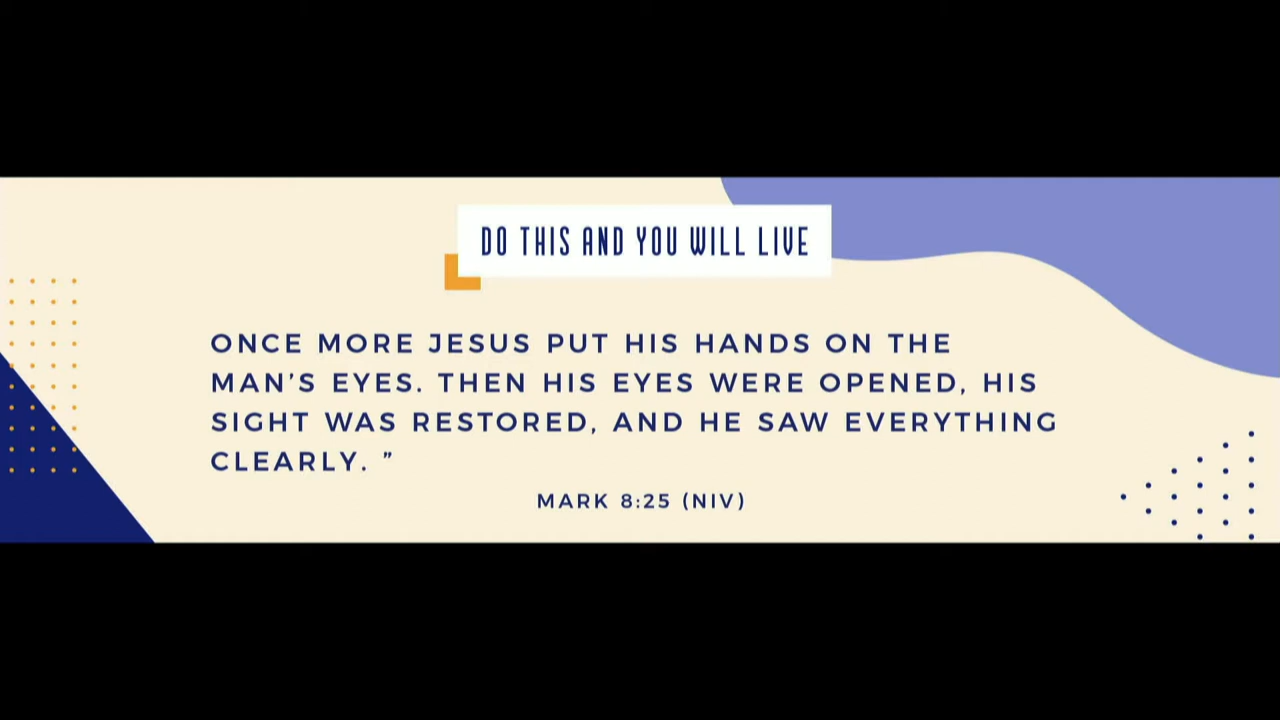 DO THIS AND YOU WILL LIVE
ONCE MORE JESUS PUT HIS HANDS ON THE
MAN’S EYES. THEN HIS EYES WERE OPENED, HIS
SIGHT WAS RESTORED, AND HE SAW EVERYTHING
CLEARLY. ”
MARK 8:25 (NIV)